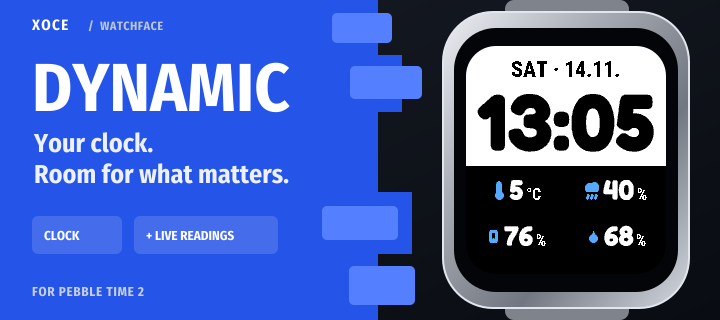 XOCE / WATCHFACE
DYNAMIC
Your clock.
Room for what matters.
CLOCK
+ LIVE READINGS
FOR PEBBLE TIME 2
SAT · 14.11.
13:05
5 °C
40 %
76 %
68 %